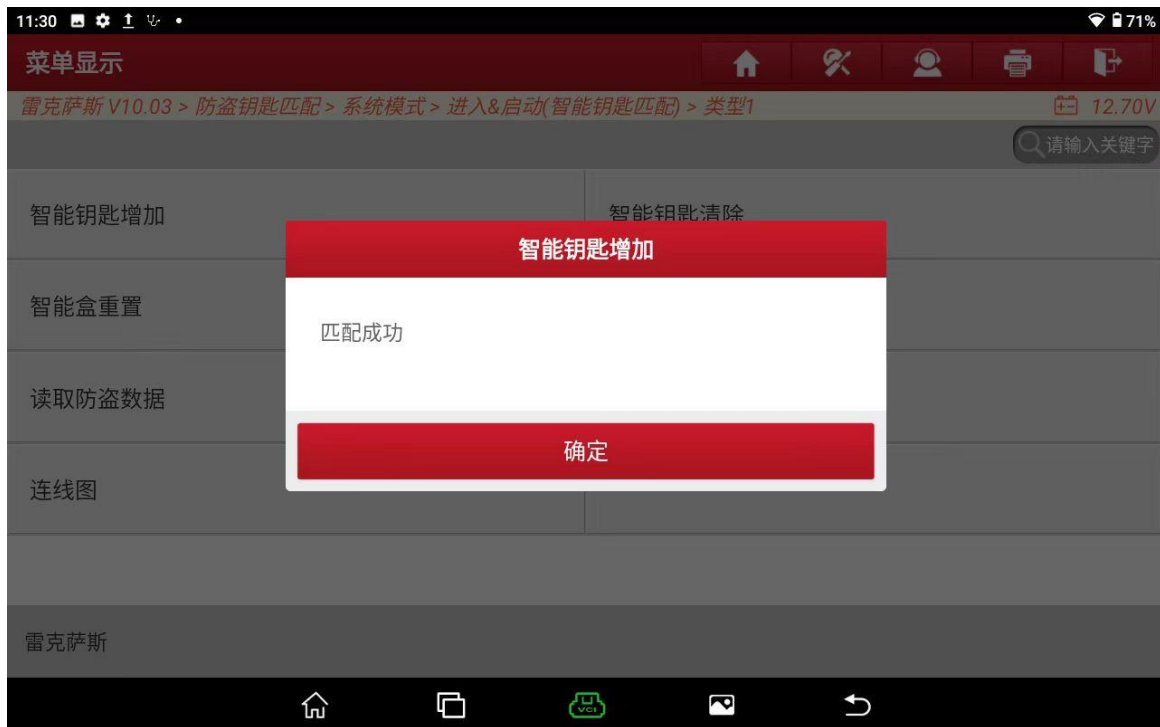 11:30
71%
菜单显示
雷克萨斯 V10.03 > 防盗钥匙匹配 > 系统模式 > 进入&启动(智能钥匙匹配) > 类型1
12.70V
请输入关键字
智能钥匙增加
智能钥匙清除
智能钥匙增加
智能盒重置
匹配成功
读取防盗数据
确定
连线图
雷克萨斯
VCI